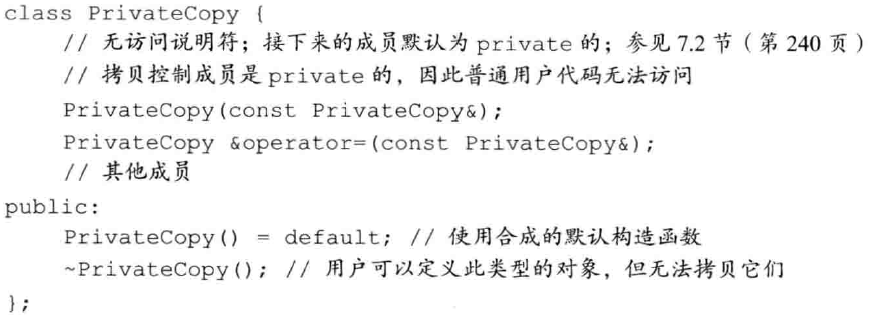 class PrivateCopy {
// 无访问说明符；接下来的成员默认为 private 的；参见 7.2 节（第 240 页）
// 拷贝控制成员是 private 的，因此普通用户代码无法访问
PrivateCopy(const PrivateCopy&);
PrivateCopy &operator=(const PrivateCopy&);
// 其他成员
public:
PrivateCopy() = default; // 使用合成的默认构造函数
~PrivateCopy(); // 用户可以定义此类型的对象，但无法拷贝它们
};